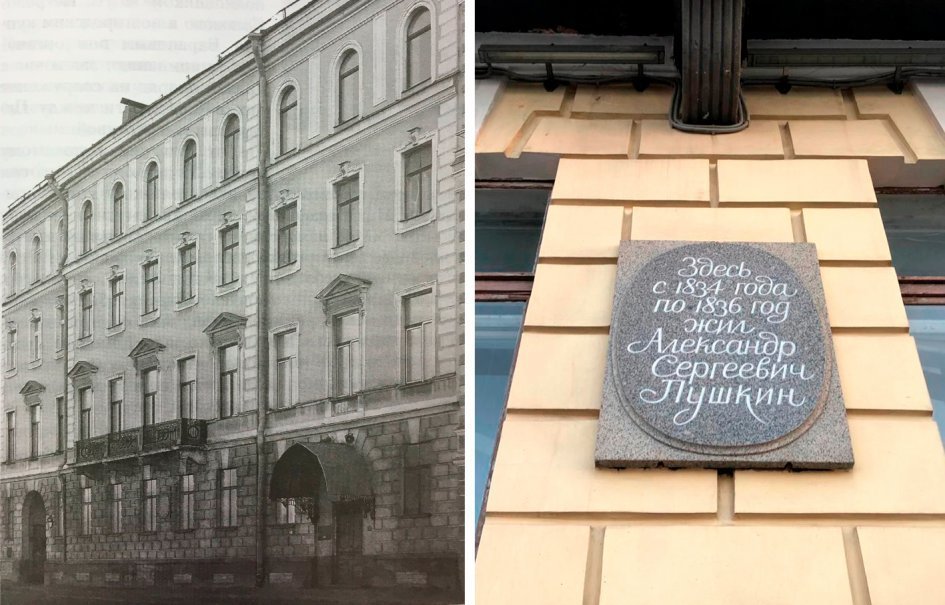 Здесь
с 1834 года
по 1836 год
жил
Александр
Сергеевич
Пушкин